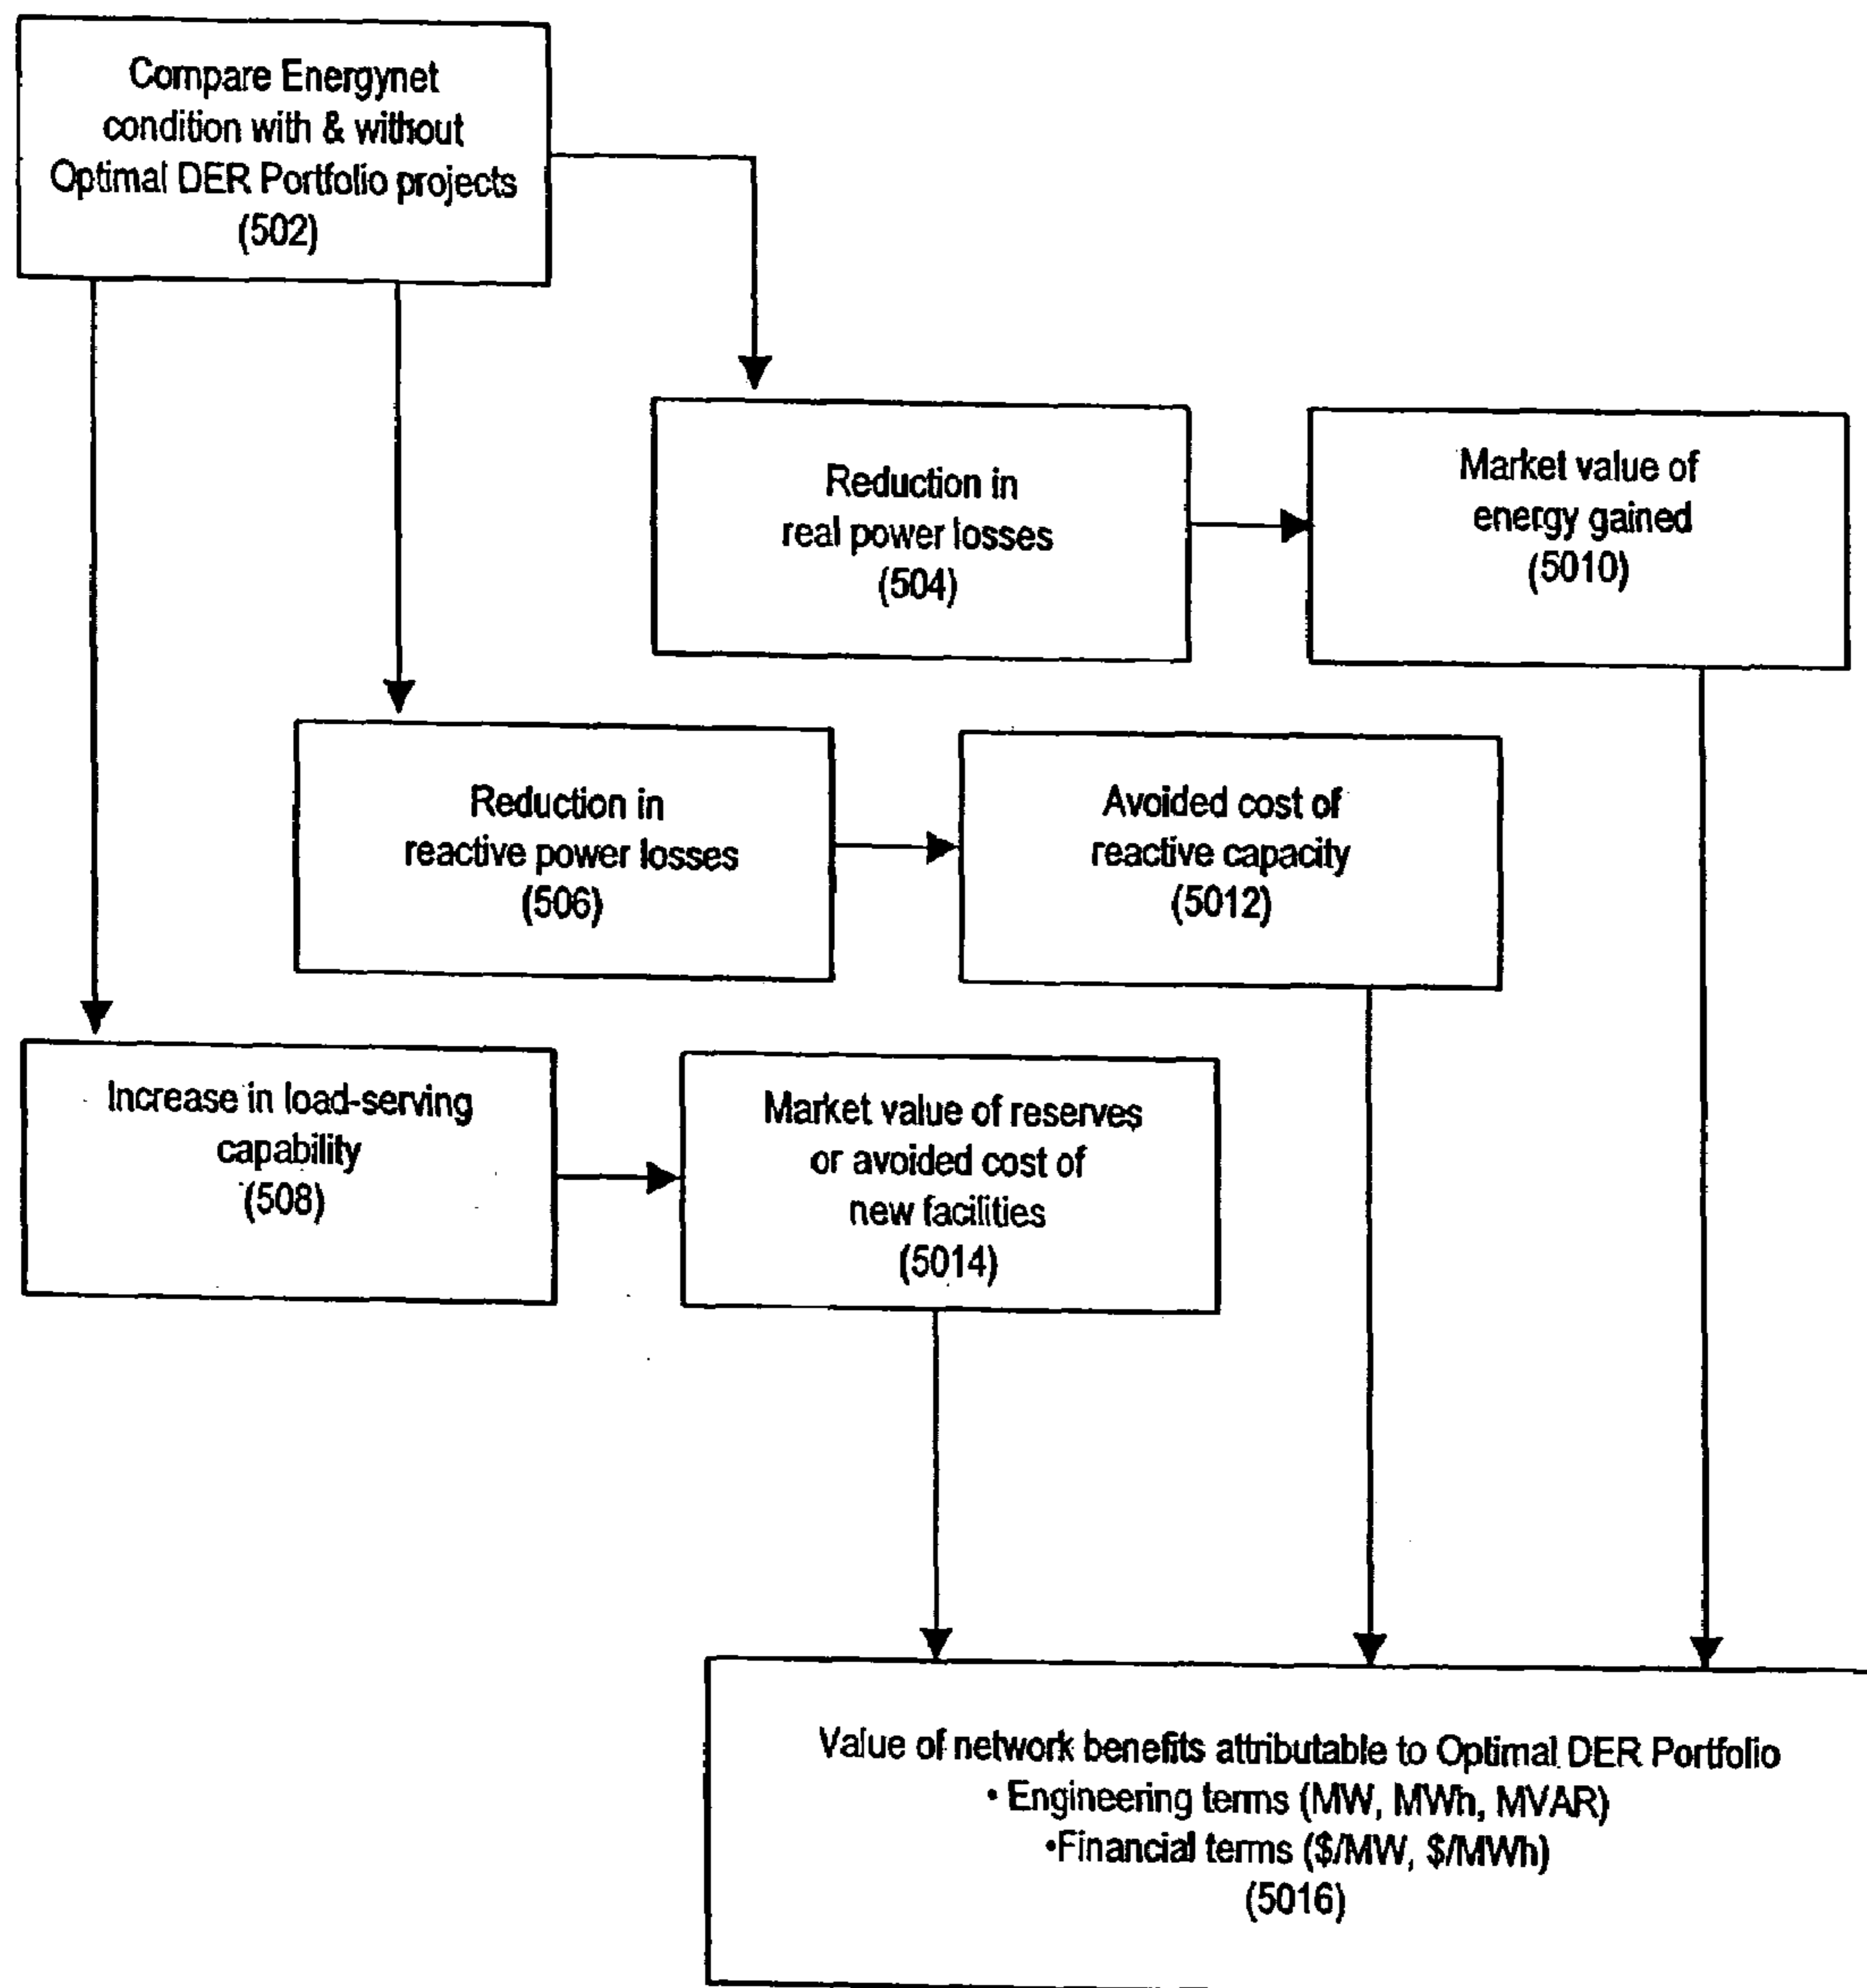 Compare Energynet
condition with & without
Optimal DER Portfolio projects
(502)
Reduction in
real power losses
(504)
Market value of
energy gained
(5010)
Reduction in
reactive power losses
(506)
Avoided cost of
reactive capacity
(5012)
Increase in load-serving
capability
(508)
Market value of reserves
or avoided cost of
new facilities
(5014)
Value of network benefits attributable to Optimal DER Portfolio
• Engineering terms (MW, MWh, MVAR)
•Financial terms ($/MW, $/MWh)
(5016)